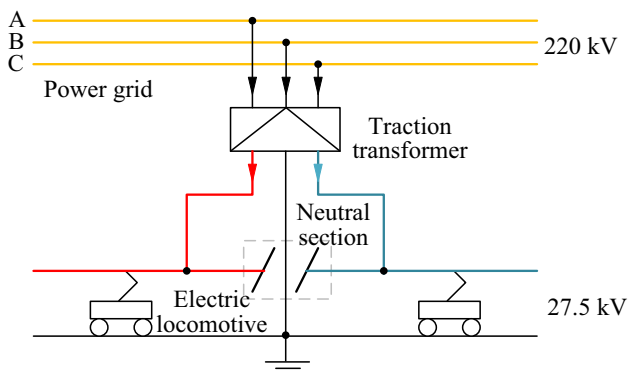 A
B
C
220 kV
Power grid
Traction
transformer
Neutral
section
Electric
locomotive
27.5 kV